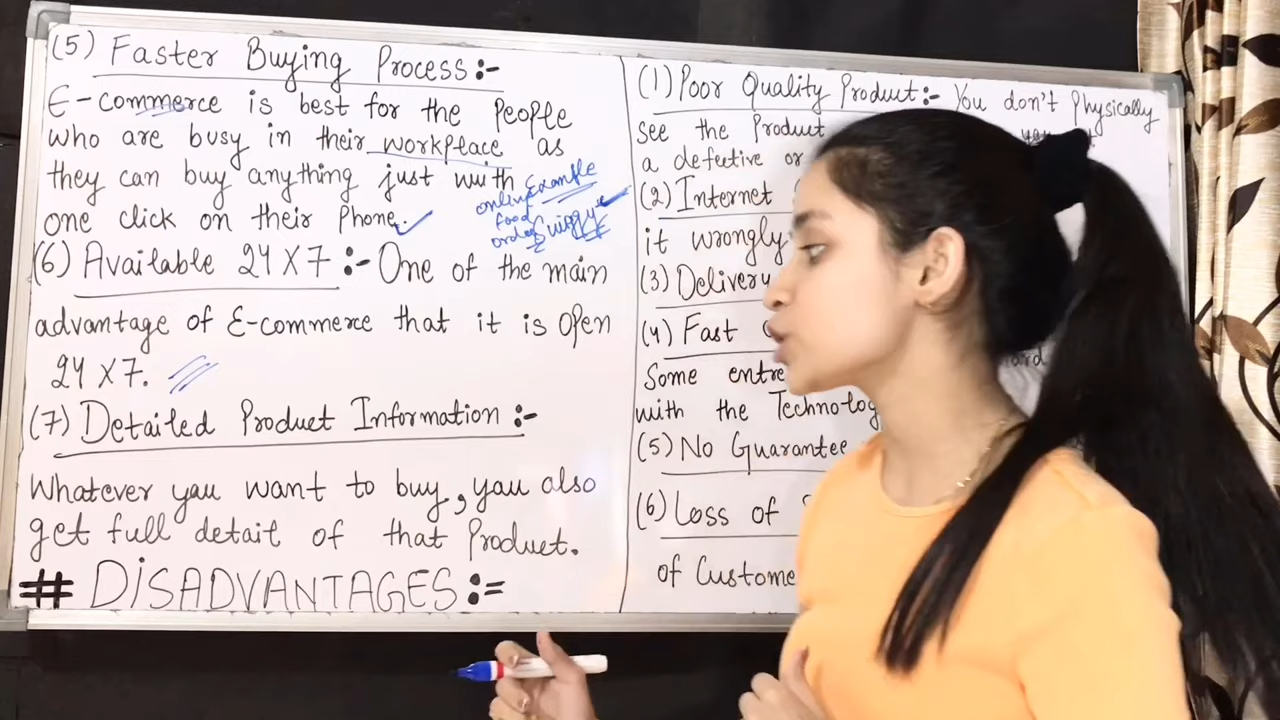 (5) Faster Buying Process:-
E-commerce is best for the People
who are busy in their workplace as
they can buy anything just with
one click on their Phone.
Example
online
food
order
Swiggy
(6) Available 24X7:- One of the main
advantage of E-commerce that it is open
24X7.
(7) Detailed Product Information:-
Whatever you want to buy, you also
get full detail of that Product.
# DISADVANTAGES:=
(1) Poor Quality Product:- You don't Physically
see the Product
a defective or
(2) Internet
it wrongly
(3) Delivery
(4) Fast
Some entre
with the Technolog
(5) No Guarantee
(6) Loss of
of Custome